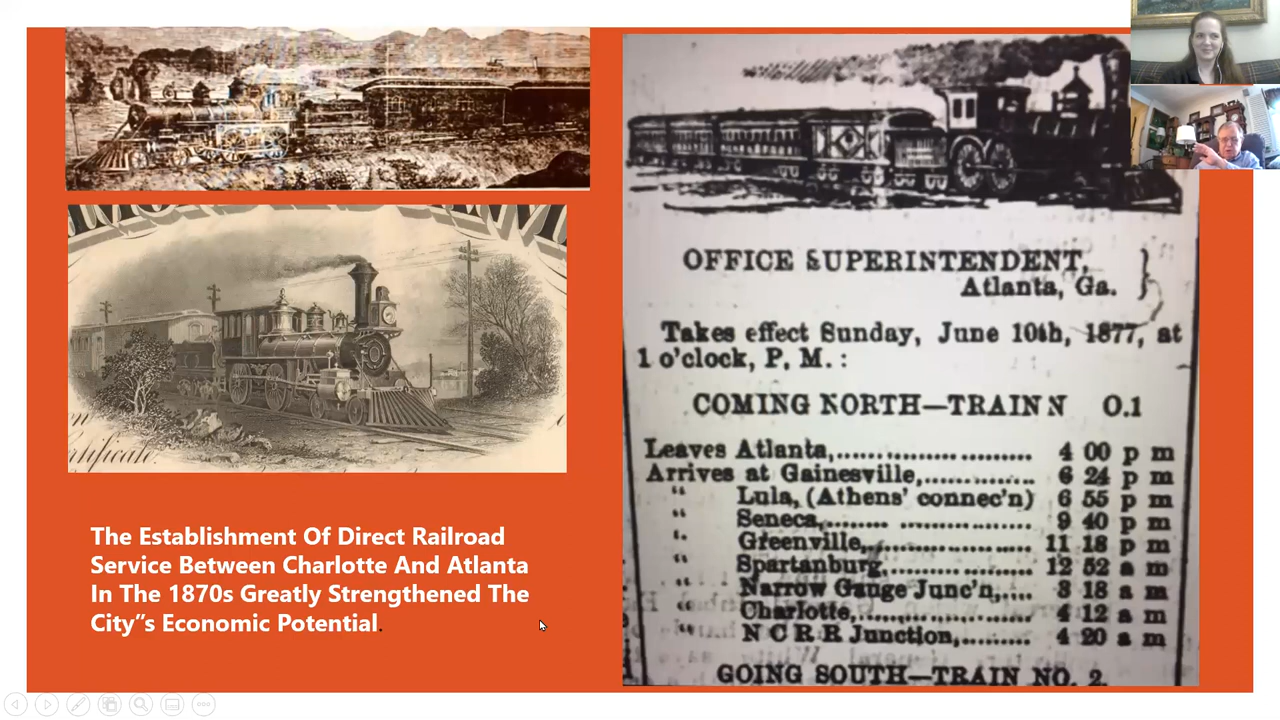 The Establishment Of Direct Railroad
Service Between Charlotte And Atlanta
In The 1870s Greatly Strengthened The
City"s Economic Potential.
OFFICE SUPERINTENDENT,
Atlanta, Ga.
Takes effect Sunday, June 10th, 1877, at
1 o'clock, P. M. :
COMING NORTH—TRAIN N O.1
Leaves Atlanta,.................... 4 00 p m
Arrives at Gainesville,.............. 6 24 p m
“ Lula, (Athens' connec'n) 6 55 p m
“ Seneca,........ ................ 9 40 p m
“ Greenville,..................... 11 18 p m
“ Spartanburg,.................. 12 52 a m
“ Narrow Gauge Junc'n,.... 3 18 a m
“ Charlotte,...................... 4 12 a m
“ N C R R Junction,......... 4 20 a m
GOING SOUTH—TRAIN NO. 2.